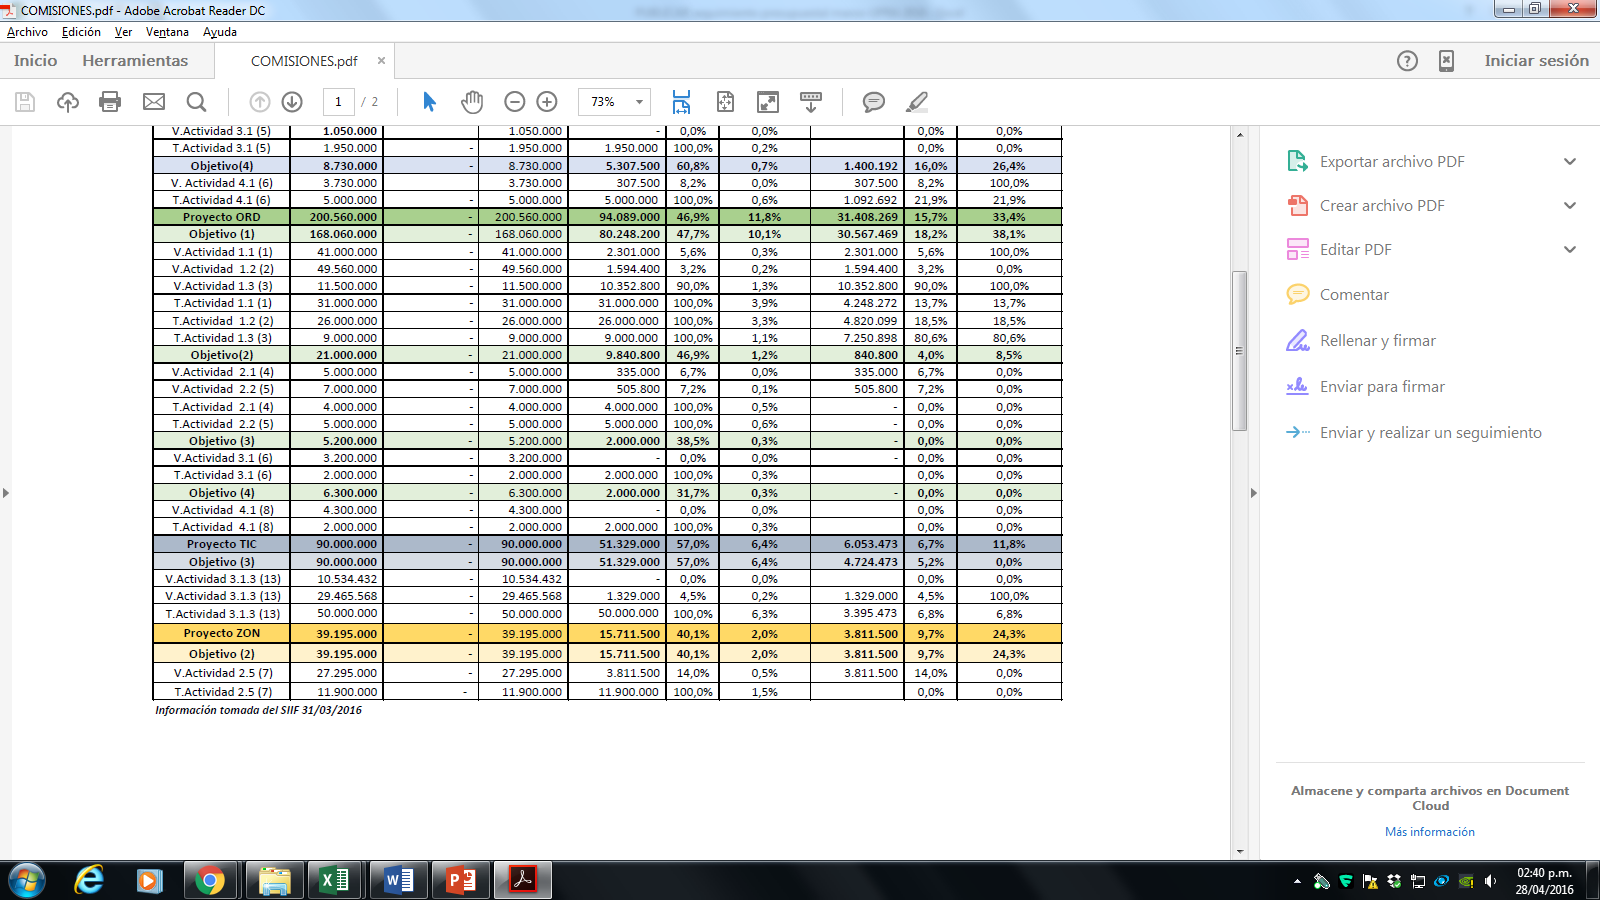 COMISIONES.pdf - Adobe Acrobat Reader DC
Archivo Edición Ver Ventana Ayuda
Inicio Herramientas COMISIONES.pdf × Iniciar sesión
1 / 2 73%
V.Actividad 3.1 (5) 1.050.000 1.050.000 - 0,0% 0,0% 0,0% 0,0%
T.Actividad 3.1 (5) 1.950.000 - 1.950.000 1.950.000 100,0% 0,2% 0,0% 0,0%
Objetivo(4) 8.730.000 - 8.730.000 5.307.500 60,8% 0,7% 1.400.192 16,0% 26,4%
V. Actividad 4.1 (6) 3.730.000 - 3.730.000 307.500 8,2% 0,0% 307.500 8,2% 100,0%
T.Actividad 4.1 (6) 5.000.000 - 5.000.000 5.000.000 100,0% 0,6% 1.092.692 21,9% 21,9%
Proyecto ORD 200.560.000 - 200.560.000 94.089.000 46,9% 11,8% 31.408.269 15,7% 33,4%
Objetivo (1) 168.060.000 - 168.060.000 80.248.200 47,7% 10,1% 30.567.469 18,2% 38,1%
V.Actividad 1.1 (1) 41.000.000 - 41.000.000 2.301.000 5,6% 0,3% 2.301.000 5,6% 100,0%
V.Actividad 1.2 (2) 49.560.000 - 49.560.000 1.594.400 3,2% 0,2% 1.594.400 3,2% 0,0%
V.Actividad 1.3 (3) 11.500.000 - 11.500.000 10.352.800 90,0% 1,3% 10.352.800 90,0% 100,0%
T.Actividad 1.1 (1) 31.000.000 - 31.000.000 31.000.000 100,0% 3,9% 4.248.272 13,7% 13,7%
T.Actividad 1.2 (2) 26.000.000 - 26.000.000 26.000.000 100,0% 3,3% 4.820.099 18,5% 18,5%
T.Actividad 1.3 (3) 9.000.000 - 9.000.000 9.000.000 100,0% 1,1% 7.250.898 80,6% 80,6%
Objetivo(2) 21.000.000 - 21.000.000 9.840.800 46,9% 1,2% 840.800 4,0% 8,5%
V.Actividad 2.1 (4) 5.000.000 - 5.000.000 335.000 6,7% 0,0% 335.000 6,7% 0,0%
V.Actividad 2.2 (5) 7.000.000 - 7.000.000 505.800 7,2% 0,1% 505.800 7,2% 0,0%
T.Actividad 2.1 (4) 4.000.000 - 4.000.000 4.000.000 100,0% 0,5% - 0,0% 0,0%
T.Actividad 2.2 (5) 5.000.000 - 5.000.000 5.000.000 100,0% 0,6% - 0,0% 0,0%
Objetivo (3) 5.200.000 - 5.200.000 2.000.000 38,5% 0,3% - 0,0% 0,0%
V.Actividad 3.1 (6) 3.200.000 - 3.200.000 - 0,0% 0,0% - 0,0% 0,0%
T.Actividad 3.1 (6) 2.000.000 - 2.000.000 2.000.000 100,0% 0,3% 0,0% 0,0%
Objetivo (4) 6.300.000 - 6.300.000 2.000.000 31,7% 0,3% - 0,0% 0,0%
V.Actividad 4.1 (8) 4.300.000 - 4.300.000 - 0,0% 0,0% 0,0% 0,0%
T.Actividad 4.1 (8) 2.000.000 - 2.000.000 2.000.000 100,0% 0,3% 0,0% 0,0%
Proyecto TIC 90.000.000 - 90.000.000 51.329.000 57,0% 6,4% 6.053.473 6,7% 11,8%
Objetivo (3) 90.000.000 - 90.000.000 51.329.000 57,0% 6,4% 4.724.473 5,2% 0,0%
V.Actividad 3.1.3 (13) 10.534.432 - 10.534.432 - 0,0% 0,0% 0,0% 0,0%
V.Actividad 3.1.3 (13) 29.465.568 - 29.465.568 1.329.000 4,5% 0,2% 1.329.000 4,5% 100,0%
T.Actividad 3.1.3 (13) 50.000.000 - 50.000.000 50.000.000 100,0% 6,3% 3.395.473 6,8% 6,8%
Proyecto ZON 39.195.000 - 39.195.000 15.711.500 40,1% 2,0% 3.811.500 9,7% 24,3%
Objetivo (2) 39.195.000 - 39.195.000 15.711.500 40,1% 2,0% 3.811.500 9,7% 24,3%
V.Actividad 2.5 (7) 27.295.000 - 27.295.000 3.811.500 14,0% 0,5% 3.811.500 14,0% 0,0%
T.Actividad 2.5 (7) 11.900.000 - 11.900.000 11.900.000 100,0% 1,5% 0,0% 0,0%
Información tomada del SIIF 31/03/2016
Exportar archivo PDF
Crear archivo PDF
Editar PDF
Comentar
Rellenar y firmar
Enviar para firmar
Enviar y realizar un seguimiento
Almacene y comparta archivos en Document
Cloud
Más información
02:40 p.m.
28/04/2016